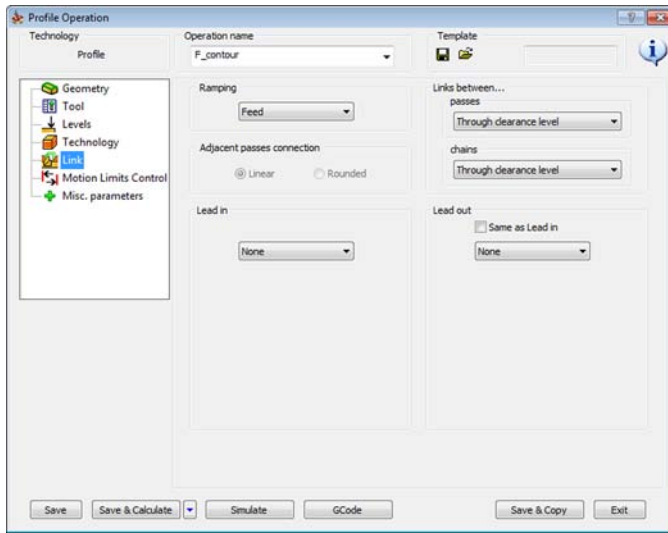 Profile Operation
Technology
Profile
Operation name
F_contour
Template
Geometry
Tool
Levels
Technology
Link
Motion Limits Control
Misc. parameters
Ramping
Feed
Adjacent passes connection
Linear
Rounded
Links between...
passes
Through clearance level
chains
Through clearance level
Lead in
None
Lead out
Same as Lead in
None
Save
Save & Calculate
Simulate
GCode
Save & Copy
Exit